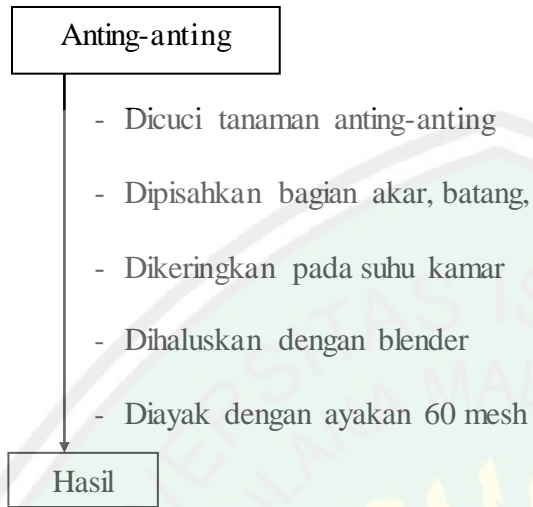 Anting-anting
- Dicuci tanaman anting-anting
- Dipisahkan bagian akar, batang,
- Dikeringkan pada suhu kamar
- Dihaluskan dengan blender
- Diayak dengan ayakan 60 mesh
Hasil